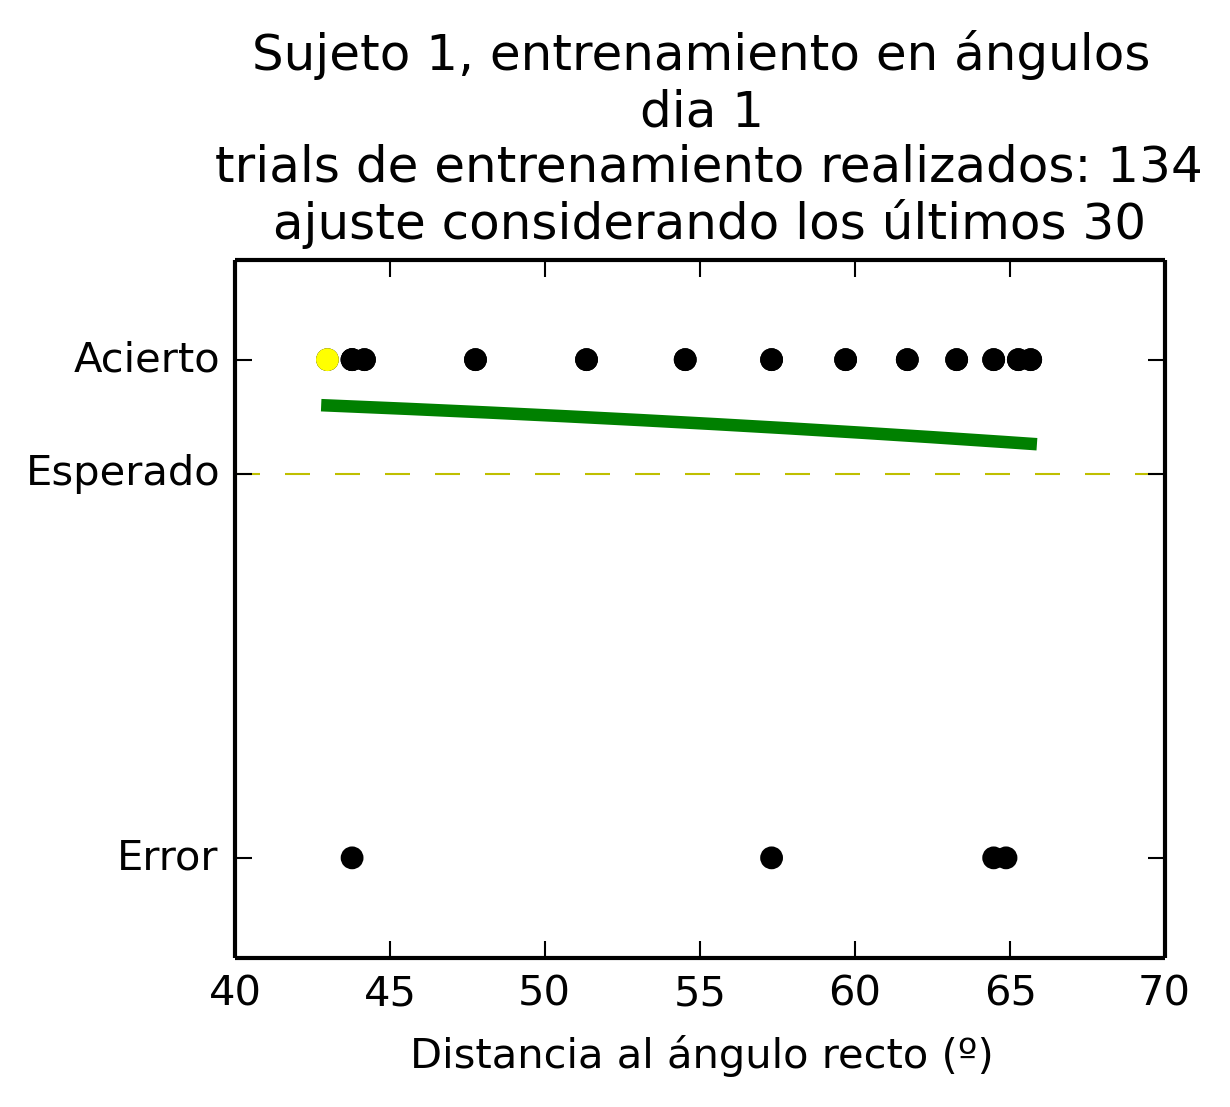 Sujeto 1, entrenamiento en ángulos
dia 1
trials de entrenamiento realizados: 134
ajuste considerando los últimos 30
Acierto
Esperado
Error
40 45 50 55 60 65 70
Distancia al ángulo recto (º)